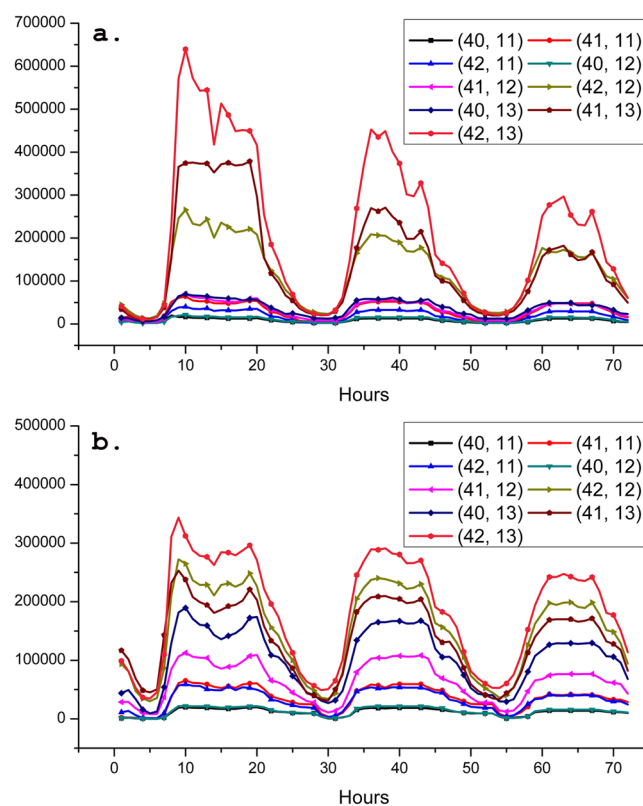 700000
a.
600000
500000
400000
300000
200000
100000
0
(40, 11) (41, 11)
(42, 11) (40, 12)
(41, 12) (42, 12)
(40, 13) (41, 13)
(42, 13)
0 10 20 30 40 50 60 70
Hours
500000
b.
400000
300000
200000
100000
0
(40, 11) (41, 11)
(42, 11) (40, 12)
(41, 12) (42, 12)
(40, 13) (41, 13)
(42, 13)
0 10 20 30 40 50 60 70
Hours